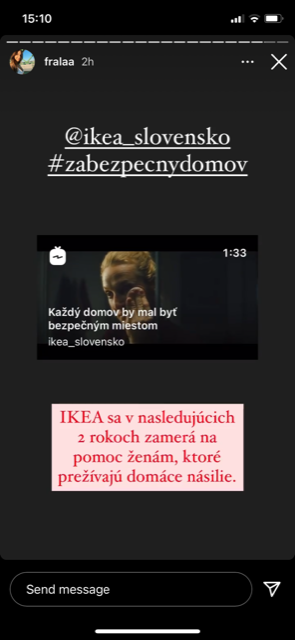 15:10
fralaa 2h
@ikea_slovensko
#zabezpecnydomov
1:33
Každý domov by mal byť
bezpečným miestom
ikea_slovensko
IKEA sa v nasledujúcich
2 rokoch zamerá na
pomoc ženám, ktoré
prežívajú domáce násilie.
Send message